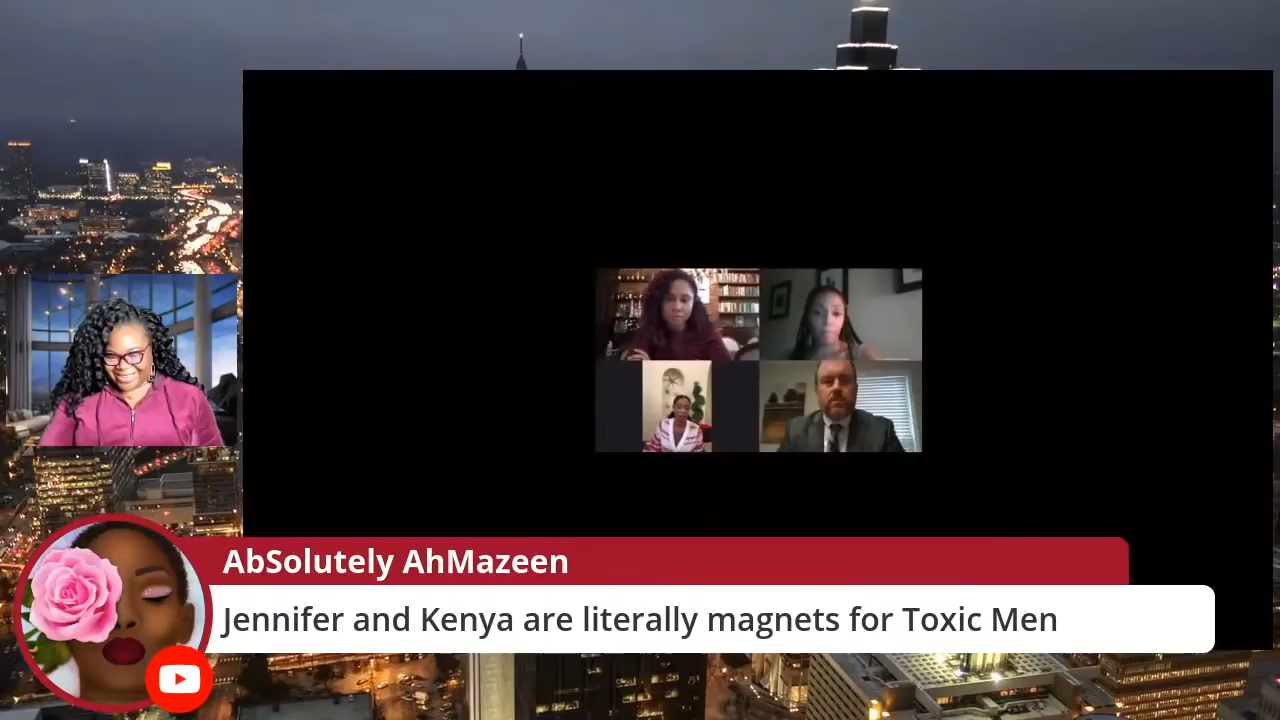 AbSolutely AhMazeen
Jennifer and Kenya are literally magnets for Toxic Men